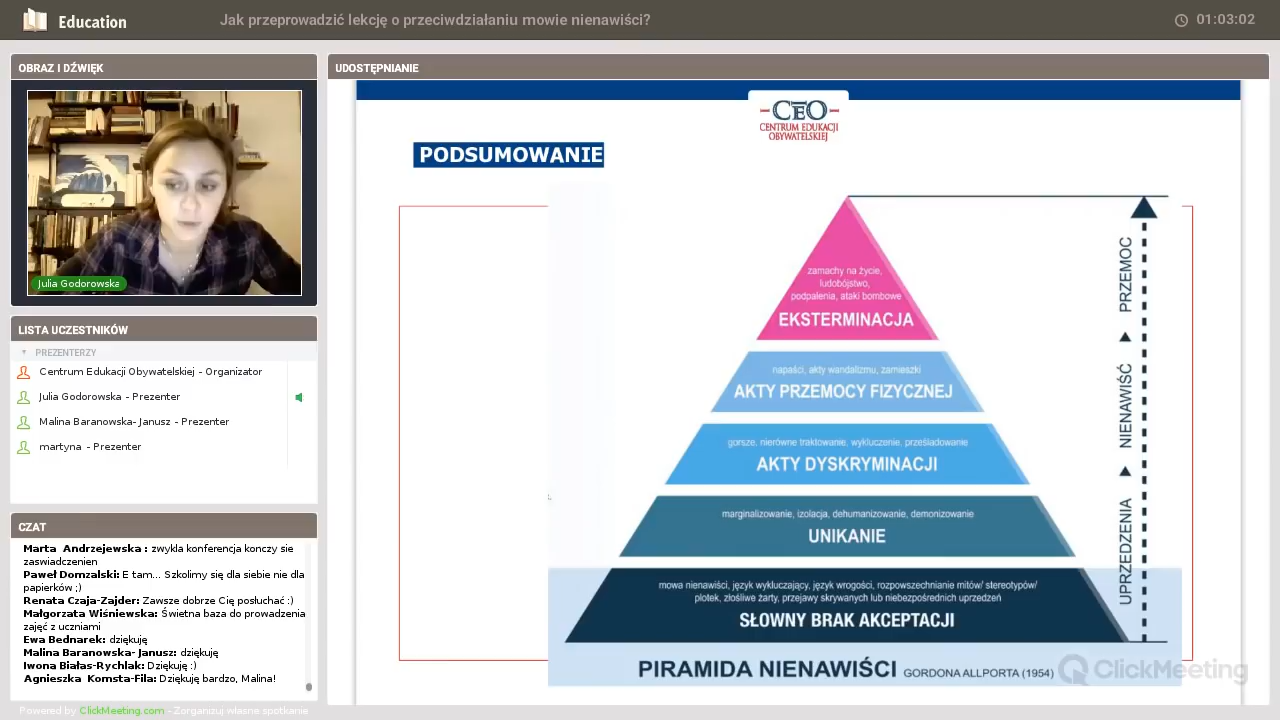 Education
Jak przeprowadzić lekcję o przeciwdziałaniu mowie nienawiści?
01:03:02
OBRAZ I DŹWIĘK
Julia Godorowska
LISTA UCZESTNIKÓW
PREZENTERZY
Centrum Edukacji Obywatelskiej - Organizator
Julia Godorowska - Prezenter
Malina Baranowska- Janusz - Prezenter
martyna - Prezenter
CZAT
Marta Andrzejewska : zwykla konferencja konczy sie
zaswiadczenien
Paweł Domzalski: E tam... Szkolimy się dla siebie nie dla
papierków ;)
Renata Czaja-Zajder: Zawsze dobrze Cię posłuchać :)
Małgorzata Wiśniewska: Świetna baza do prowadzenia
zajęć z uczniami
Ewa Bednarek: dziękuję
Malina Baranowska- Janusz: dziękuję
Iwona Białas-Rychlak: Dziękuję :)
Agnieszka Komsta-Fila: Dziękuję bardzo, Malina!
Powered by ClickMeeting.com - Zorganizuj własne spotkanie
UDOSTĘPNIANIE
CEO
CENTRUM EDUKACJI
OBYWATELSKIEJ
PODSUMOWANIE
zamachy na życie,
ludobójstwo,
podpalenia, ataki bombowe
EKSTERMINACJA
napaści, akty wandalizmu, zamieszki
AKTY PRZEMOCY FIZYCZNEJ
gorsze, nierówne traktowanie, wykluczenie, prześladowanie
AKTY DYSKRYMINACJI
marginalizowanie, izolacja, dehumanizowanie, demonizowanie
UNIKANIE
mowa nienawiści, język wykluczający, język wrogości, rozpowszechnianie mitów/ stereotypów/
plotek, złośliwe żarty, przejawy skrywanych lub niebezpośrednich uprzedzeń
SŁOWNY BRAK AKCEPTACJI
PIRAMIDA NIENAWIŚCI GORDONA ALLPORTA (1954)
PRZEMOC
NIENAWIŚĆ
UPRZEDZENIA
ClickMeeting